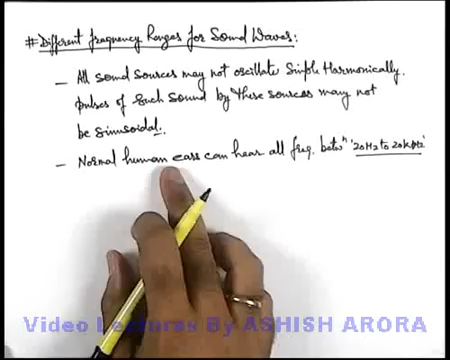 # Different frequency Ranges for Sound Waves:
– All sound sources may not oscillate Simple Harmonically.
pulses of such sound by these sources may not
be sinusoidal.
– Normal human ears can hear all freq. betwⁿ '20Hz to 20KHz'
Video Lectures By ASHISH ARORA